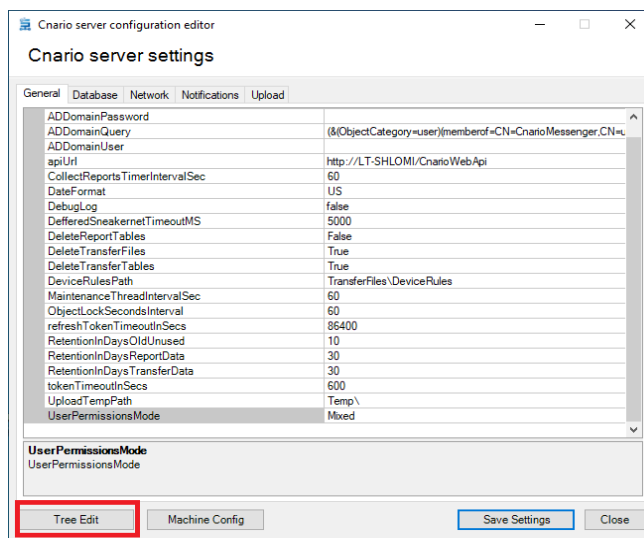 Cnario server configuration editor
Cnario server settings
General Database Network Notifications Upload
ADDomainPassword
ADDomainQuery (&(ObjectCategory=user)(memberof=CN=CnarioMessenger,CN=u
ADDomainUser
apiUrl http://LT-SHLOMI/CnarioWebApi
CollectReportsTimerIntervalSec 60
DateFormat US
DebugLog false
DefferedSneakernetTimeoutMS 5000
DeleteReportTables False
DeleteTransferFiles True
DeleteTransferTables True
DeviceRulesPath TransferFiles\DeviceRules
MaintenanceThreadIntervalSec 60
ObjectLockSecondsInterval 60
refreshTokenTimeoutInSecs 86400
RetentionInDaysOldUnused 10
RetentionInDaysReportData 30
RetentionInDaysTransferData 30
tokenTimeoutInSecs 600
UploadTempPath Temp\
UserPermissionsMode Mixed
UserPermissionsMode
UserPermissionsMode
Tree Edit Machine Config Save Settings Close